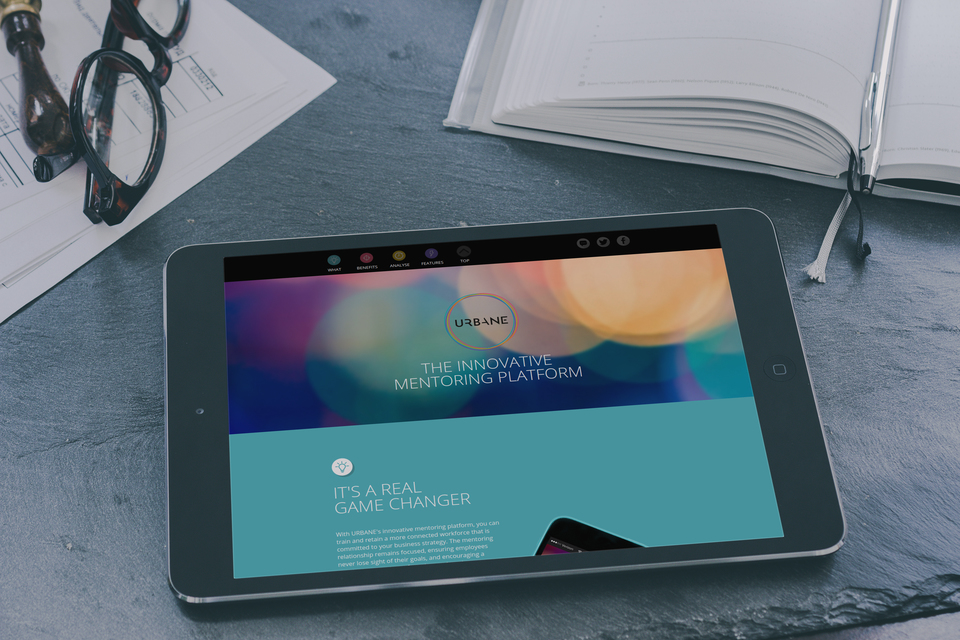 WHAT
BENEFITS
ANALYSE
FEATURES
TOP
URBANE
THE INNOVATIVE
MENTORING PLATFORM
IT'S A REAL
GAME CHANGER
With URBANE's innovative mentoring platform, you can
train and retain a more connected workforce that is
committed to your business strategy. The mentoring
relationship remains focused, ensuring employees
never lose sight of their goals, and encouraging a